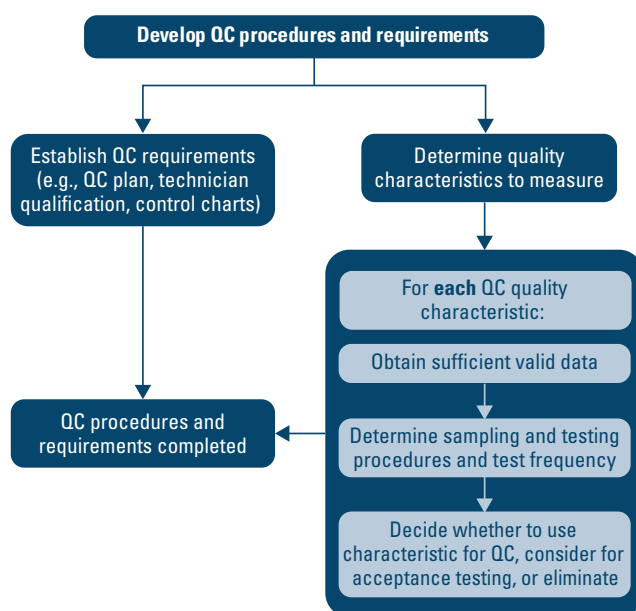 Develop QC procedures and requirements
Establish QC requirements
(e.g., QC plan, technician
qualification, control charts)
Determine quality
characteristics to measure
For each QC quality
characteristic:
Obtain sufficient valid data
QC procedures and
requirements completed
Determine sampling and testing
procedures and test frequency
Decide whether to use
characteristic for QC, consider for
acceptance testing, or eliminate